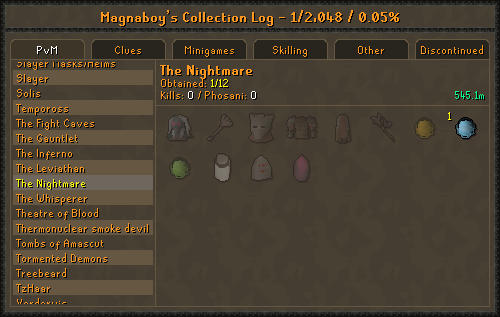 Magnaboy's Collection Log - 1/2,048 / 0.05%
PvM
Clues
Minigames
Skilling
Other
Discontinued
Slayer Masks/Helms
Slayer
Solis
Tempoross
The Fight Caves
The Gauntlet
The Inferno
The Leviathan
The Nightmare
The Whisperer
Theatre of Blood
Thermonuclear smoke devil
Tombs of Amascut
Tormented Demons
Treebeard
TzHaar
The Nightmare
Obtained: 1/12
Kills: 0 / Phosani: 0
545.1m
1